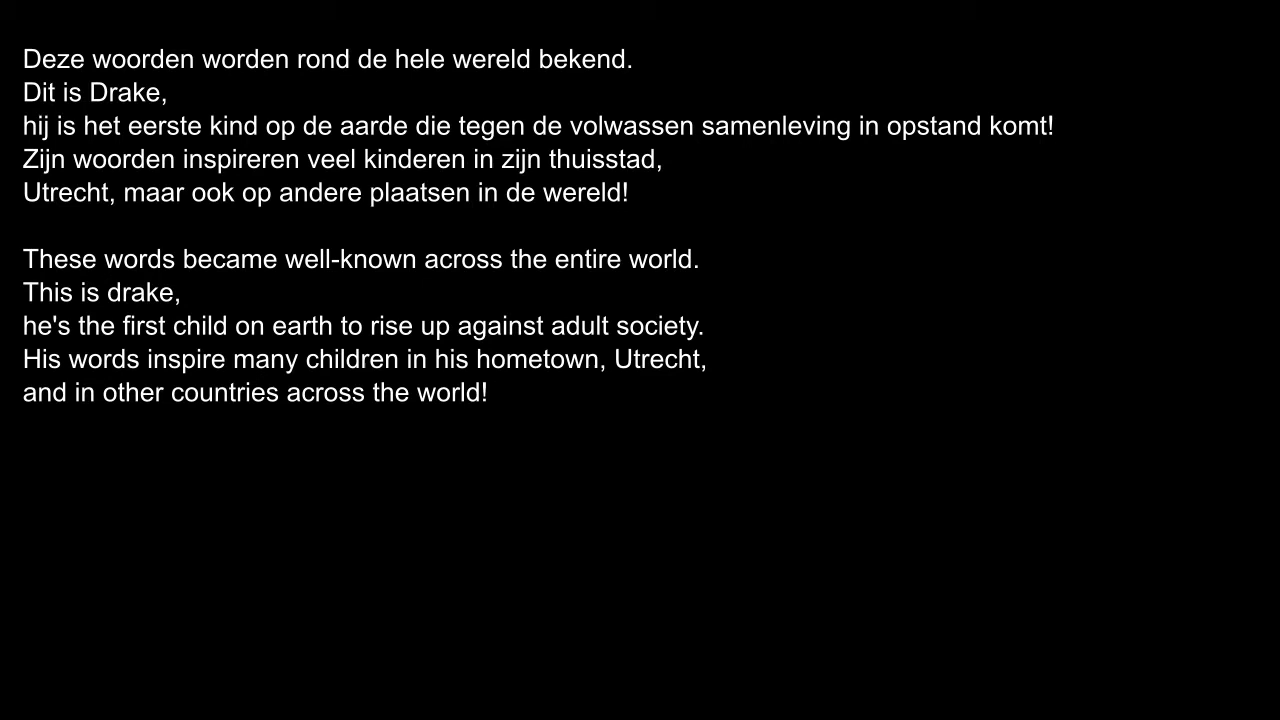 Deze woorden worden rond de hele wereld bekend.
Dit is Drake,
hij is het eerste kind op de aarde die tegen de volwassen samenleving in opstand komt!
Zijn woorden inspireren veel kinderen in zijn thuisstad,
Utrecht, maar ook op andere plaatsen in de wereld!
These words became well-known across the entire world.
This is drake,
he's the first child on earth to rise up against adult society.
His words inspire many children in his hometown, Utrecht,
and in other countries across the world!